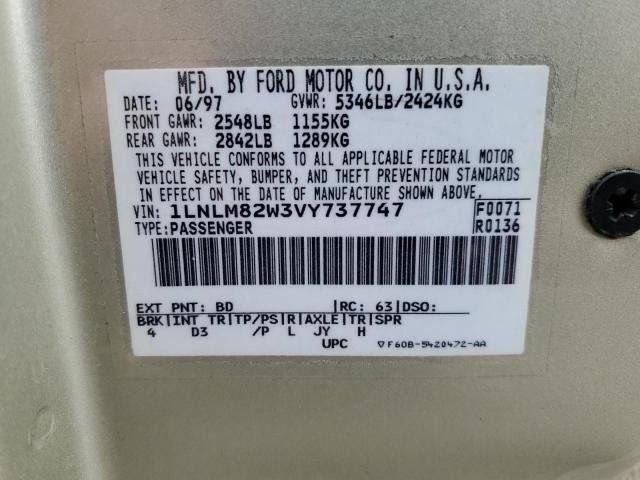 MFD. BY FORD MOTOR CO. IN U.S.A.
DATE: 06/97 GVWR: 5346LB/2424KG
FRONT GAWR: 2548LB 1155KG
REAR GAWR: 2842LB 1289KG
THIS VEHICLE CONFORMS TO ALL APPLICABLE FEDERAL MOTOR
VEHICLE SAFETY, BUMPER, AND THEFT PREVENTION STANDARDS
IN EFFECT ON THE DATE OF MANUFACTURE SHOWN ABOVE.
VIN: 1LNLM82W3VY737747 F0071
TYPE: PASSENGER R0136
EXT PNT: BD |RC: 63|DSO:
BRK|INT TR|TP/PS|R|AXLE|TR|SPR
4 D3 /P L JY H
UPC ▽F60B-5420472-AA